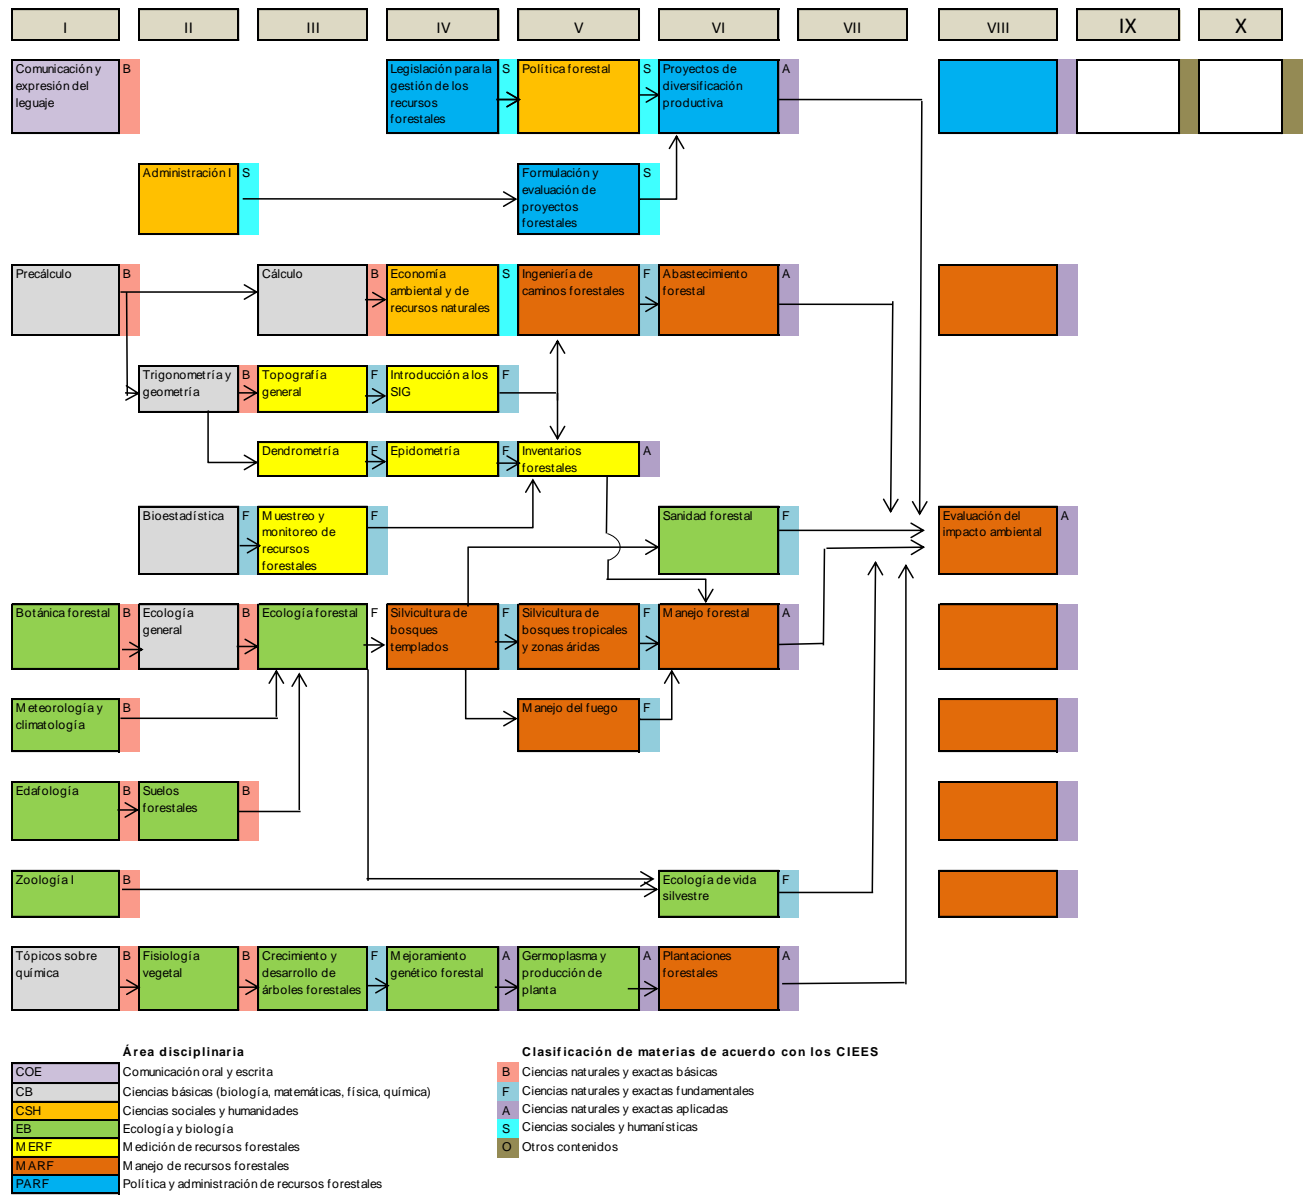 I II III IV V VI VII VIII IX X
Comunicación y B Legislación para la S Política forestal S Proyectos de A
expresión del gestión de los diversificación
leguaje recursos productiva
forestales
Administración I S Formulación y S
evaluación de
proyectos
forestales
Precálculo B Cálculo B Economía S Ingeniería de F Abastecimiento A
ambiental y de caminos forestales forestal
recursos naturales
Trigonometría y B Topografía F Introducción a los F
geometría general SIG
Dendrometría F Epidometría F Inventarios A
forestales
Bioestadística F Muestreo y F Sanidad forestal F Evaluación del A
monitoreo de impacto ambiental
recursos
forestales
Botánica forestal B Ecología B Ecología forestal F Silvicultura de F Silvicultura de F Manejo forestal A
general bosques bosques tropicales
templados y zonas áridas
Meteorología y B Manejo del fuego F
climatología
Edafología B Suelos B
forestales
Zoología I B Ecología de vida F
silvestre
Tópicos sobre B Fisiología B Crecimiento y F Mejoramiento A Germoplasma y A Plantaciones A
química vegetal desarrollo de genético forestal producción de forestales
árboles forestales planta
Área disciplinaria
COE Comunicación oral y escrita
CB Ciencias básicas (biología, matemáticas, física, química)
CSH Ciencias sociales y humanidades
EB Ecología y biología
MERF Medición de recursos forestales
MARF Manejo de recursos forestales
PARF Política y administración de recursos forestales
Clasificación de materias de acuerdo con los CIEES
B Ciencias naturales y exactas básicas
F Ciencias naturales y exactas fundamentales
A Ciencias naturales y exactas aplicadas
S Ciencias sociales y humanísticas
O Otros contenidos